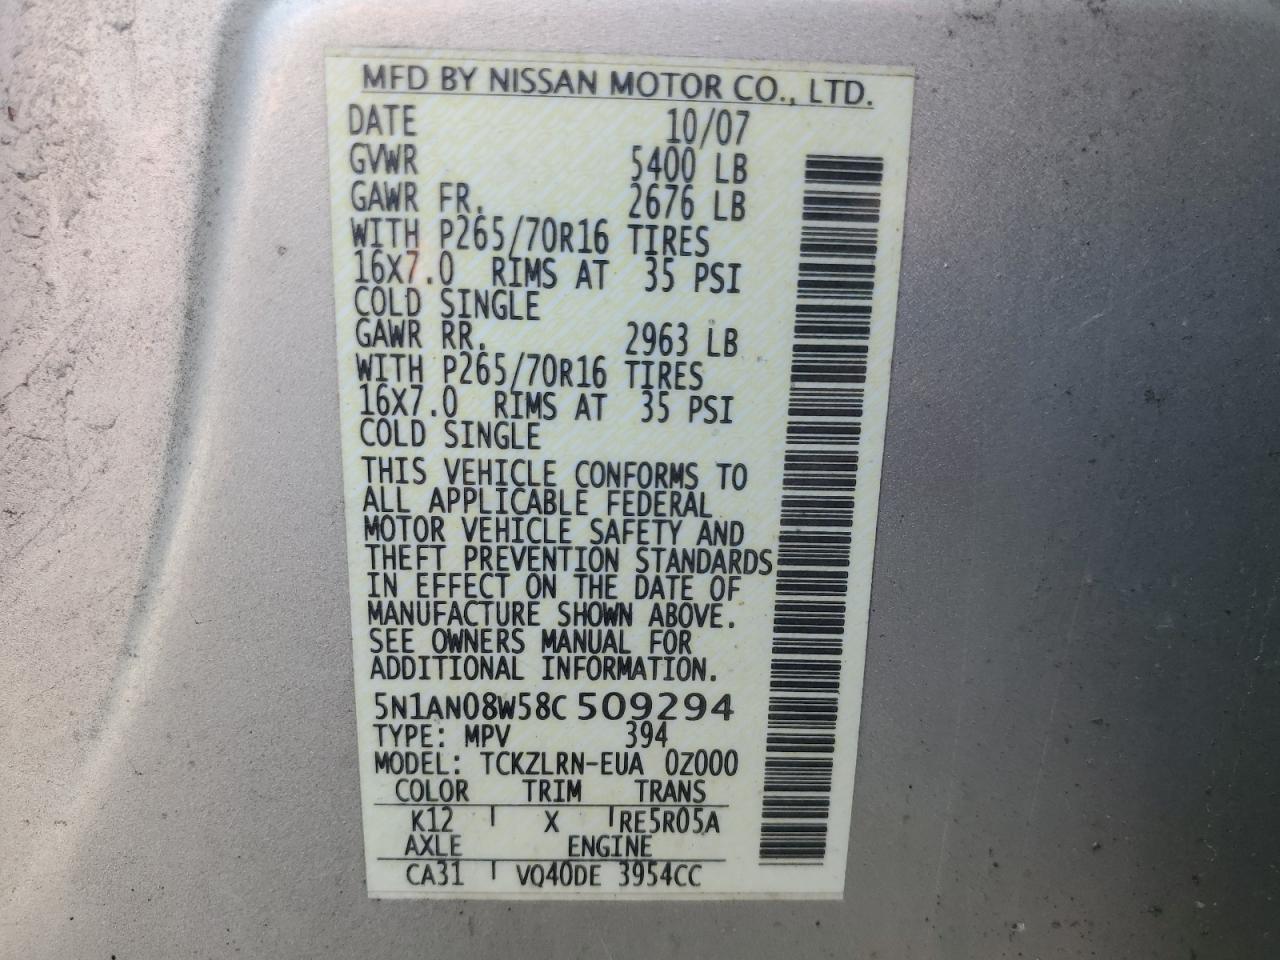 MFD BY NISSAN MOTOR CO., LTD.
DATE 10/07
GVWR 5400 LB
GAWR FR. 2676 LB
WITH P265/70R16 TIRES
16X7.0 RIMS AT 35 PSI
COLD SINGLE
GAWR RR. 2963 LB
WITH P265/70R16 TIRES
16X7.0 RIMS AT 35 PSI
COLD SINGLE
THIS VEHICLE CONFORMS TO
ALL APPLICABLE FEDERAL
MOTOR VEHICLE SAFETY AND
THEFT PREVENTION STANDARDS
IN EFFECT ON THE DATE OF
MANUFACTURE SHOWN ABOVE.
SEE OWNERS MANUAL FOR
ADDITIONAL INFORMATION.
5N1AN08W58C509294
TYPE: MPV 394
MODEL: TCKZLRN-EUA 0Z000
COLOR TRIM TRANS
K12 X RE5R05A
AXLE ENGINE
CA31 VQ40DE 3954CC